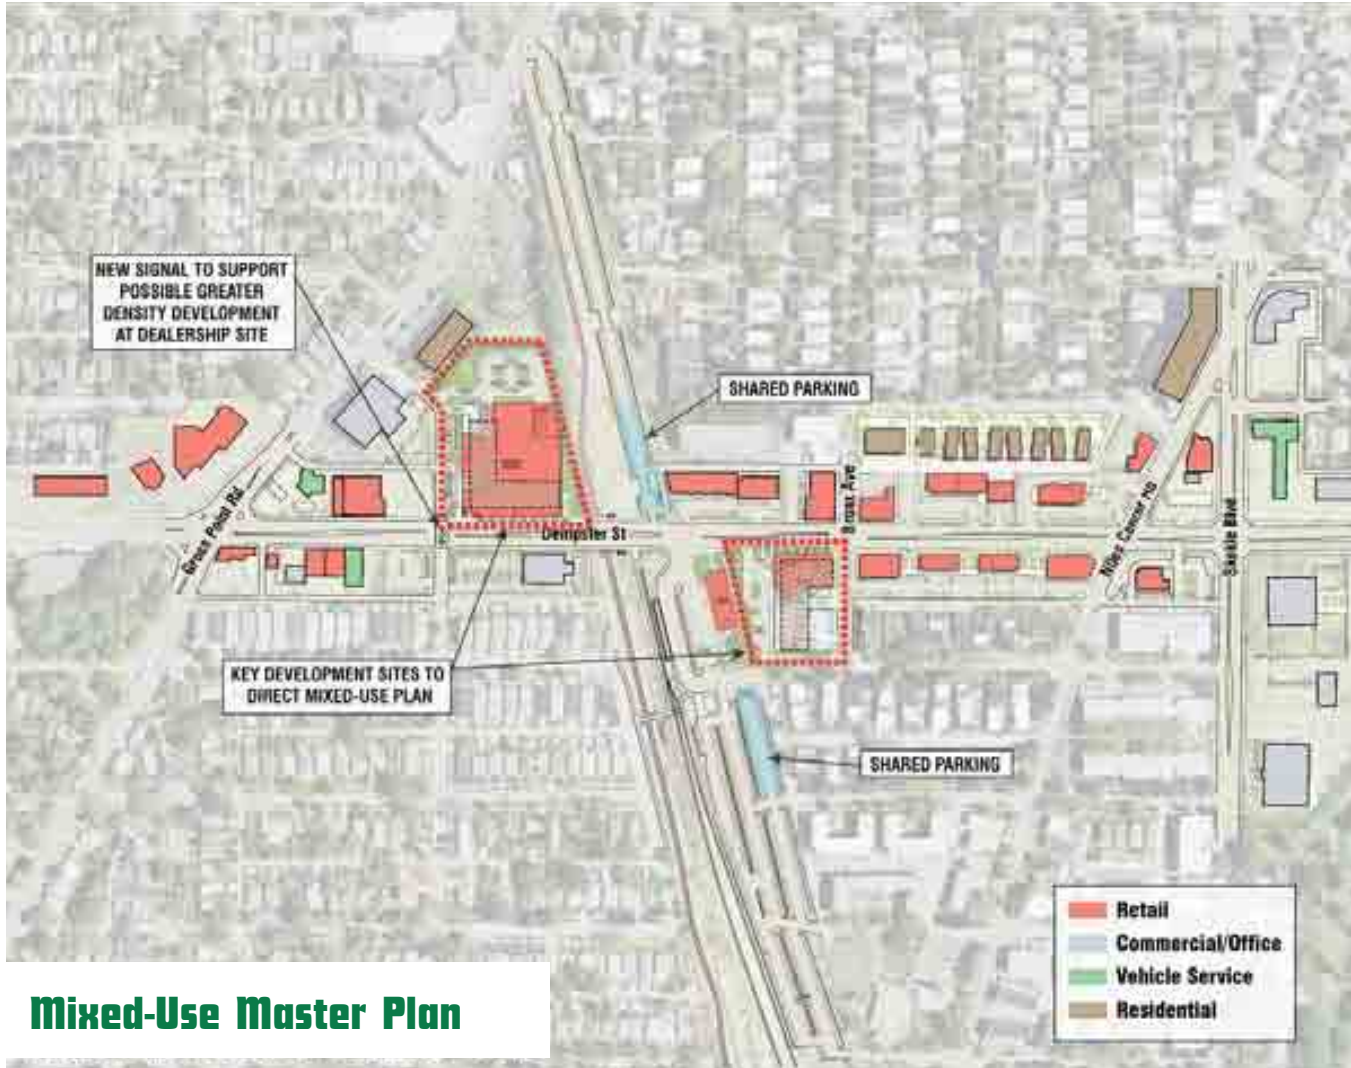 NEW SIGNAL TO SUPPORT
POSSIBLE GREATER
DENSITY DEVELOPMENT
AT DEALERSHIP SITE
SHARED PARKING
Gross Point Rd
Dempster St
Bronx Ave
Niles Center RD
Skokie Blvd
KEY DEVELOPMENT SITES TO
DIRECT MIXED-USE PLAN
SHARED PARKING
Retail
Commercial/Office
Vehicle Service
Residential
Mixed-Use Master Plan